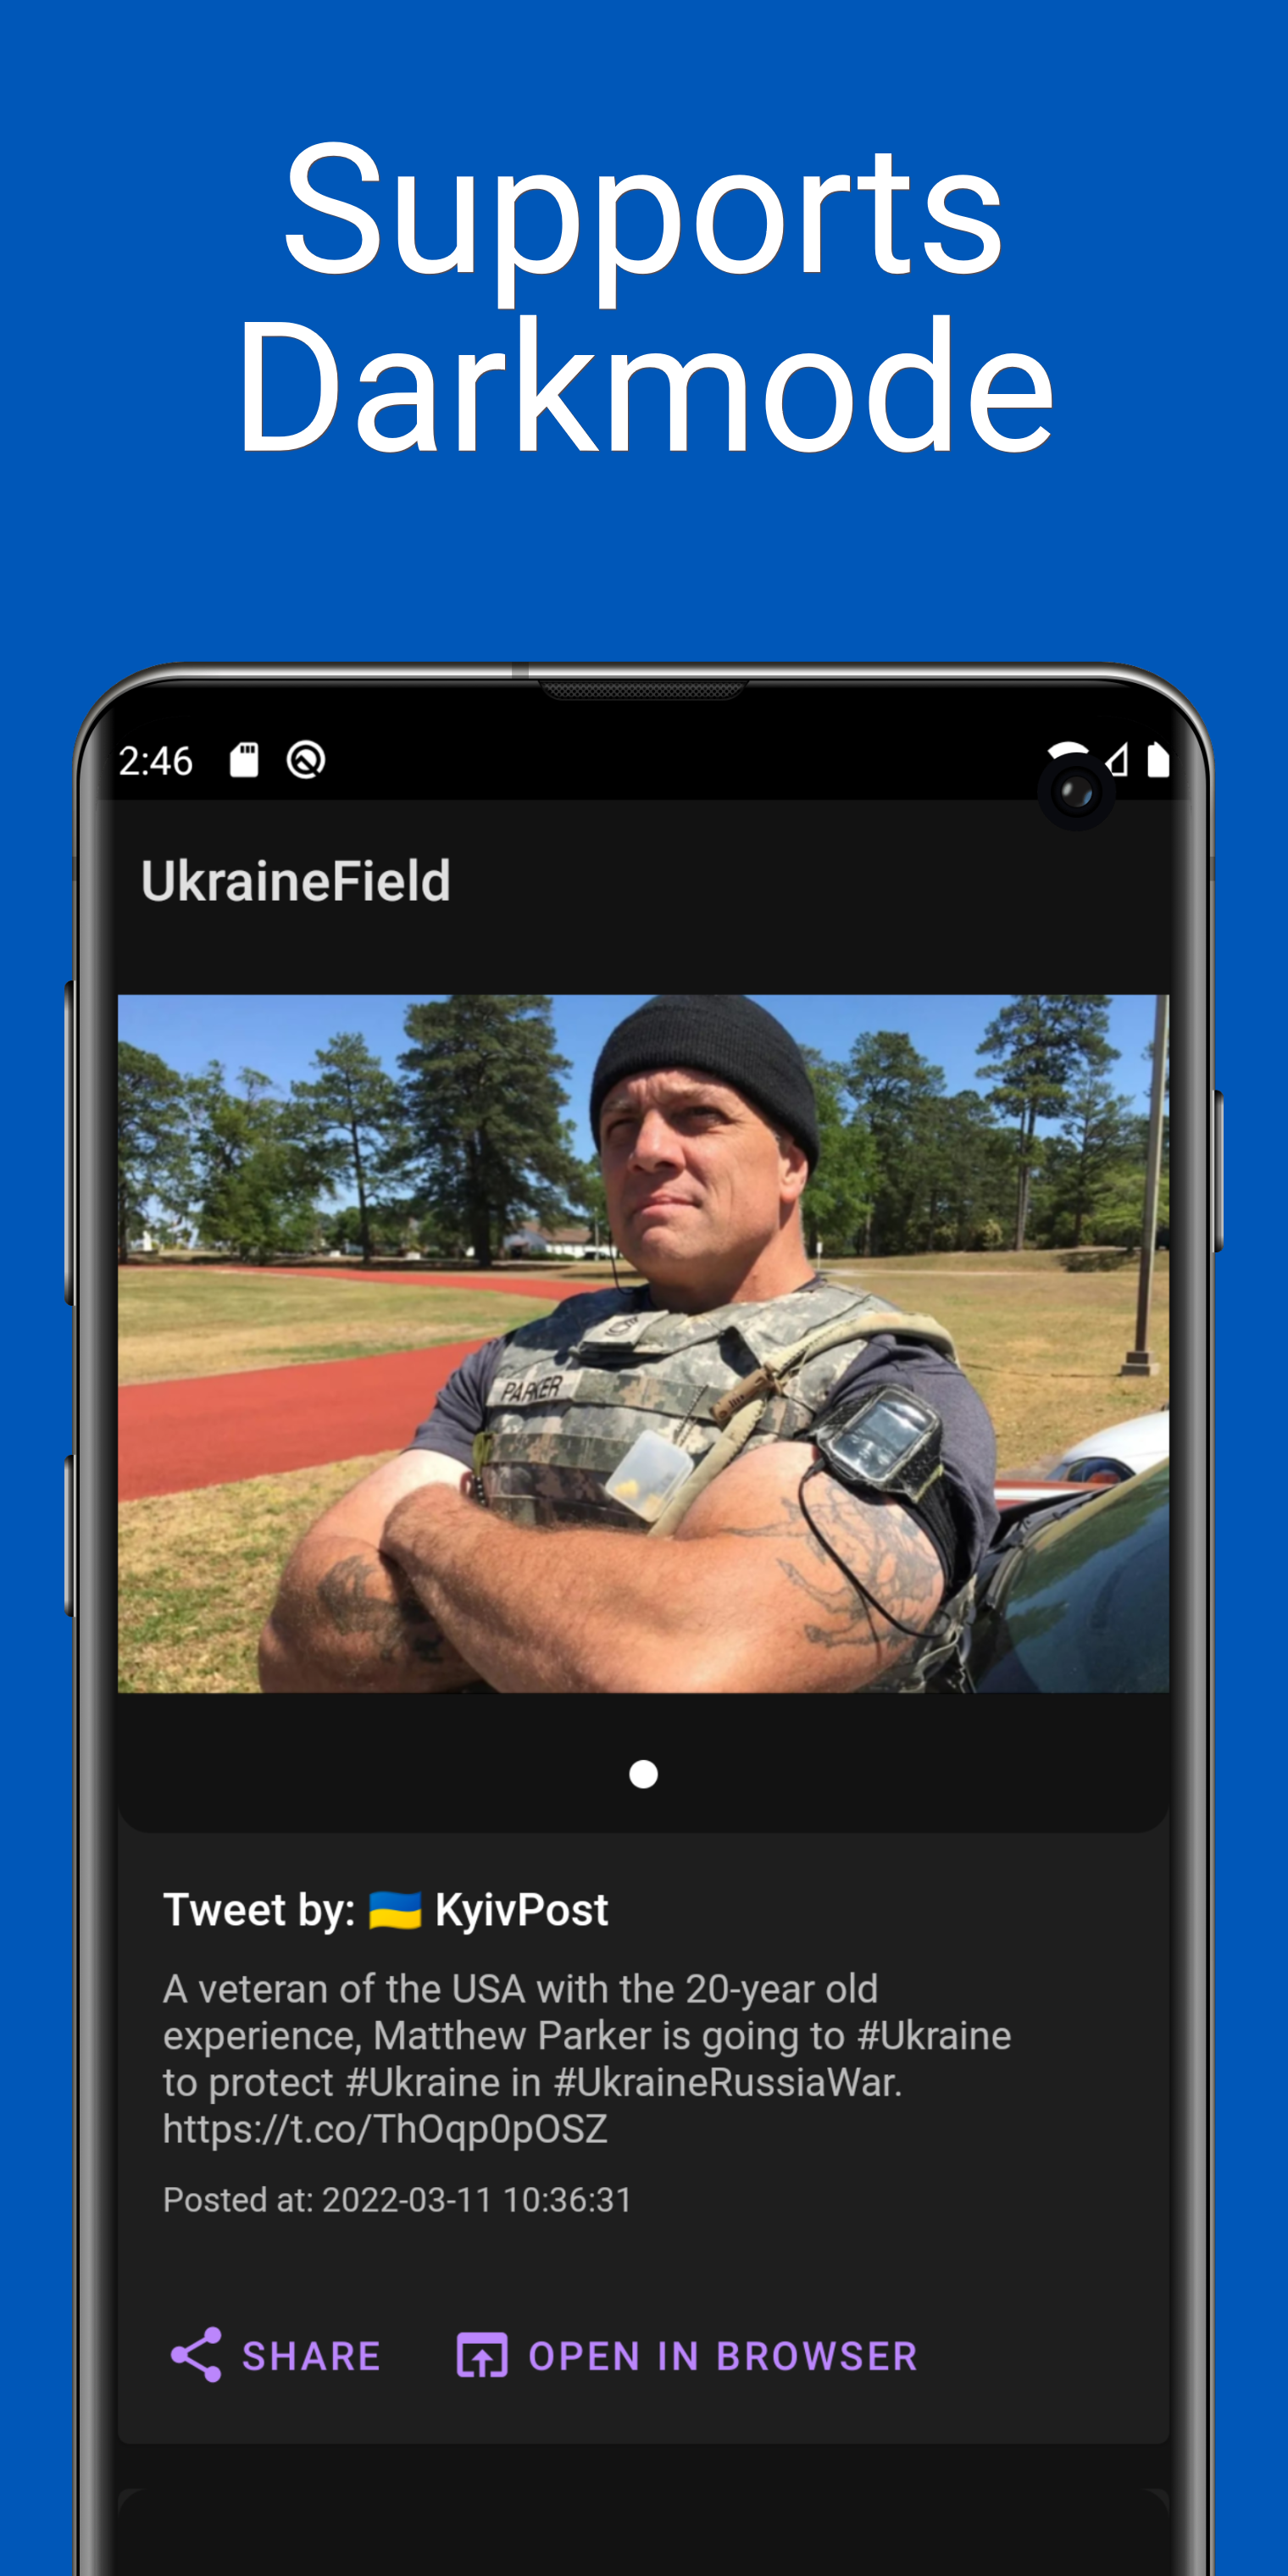 Supports
Darkmode
2:46
UkraineField
PARKER
Tweet by: 🇺🇦 KyivPost
A veteran of the USA with the 20-year old
experience, Matthew Parker is going to #Ukraine
to protect #Ukraine in #UkraineRussiaWar.
https://t.co/ThOqp0pOSZ
Posted at: 2022-03-11 10:36:31
SHARE OPEN IN BROWSER